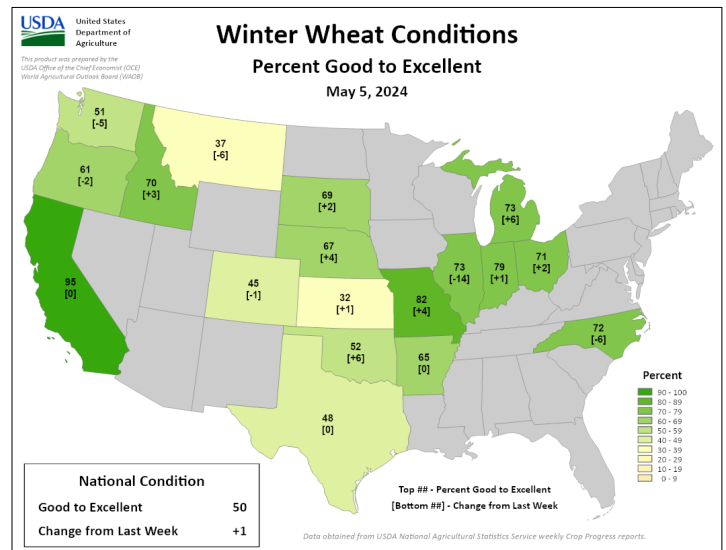 USDA
United States
Department of
Agriculture
This product was prepared by the
USDA Office of the Chief Economist (OCE)
World Agricultural Outlook Board (WAOB)
Winter Wheat Conditions
Percent Good to Excellent
May 5, 2024
51
[-5]
37
[-6]
61
[-2]
70
[+3]
69
[+2]
73
[+6]
67
[+4]
95
[0]
45
[-1]
32
[+1]
82
[+4]
73
[-14]
79
[+1]
71
[+2]
52
[+6]
65
[0]
72
[-6]
48
[0]
Percent
90 - 100
80 - 89
70 - 79
60 - 69
50 - 59
40 - 49
30 - 39
20 - 29
10 - 19
0 - 9
National Condition
Good to Excellent 50
Change from Last Week +1
Top ## - Percent Good to Excellent
[Bottom ##] - Change from Last Week
Data obtained from USDA National Agricultural Statistics Service weekly Crop Progress reports.